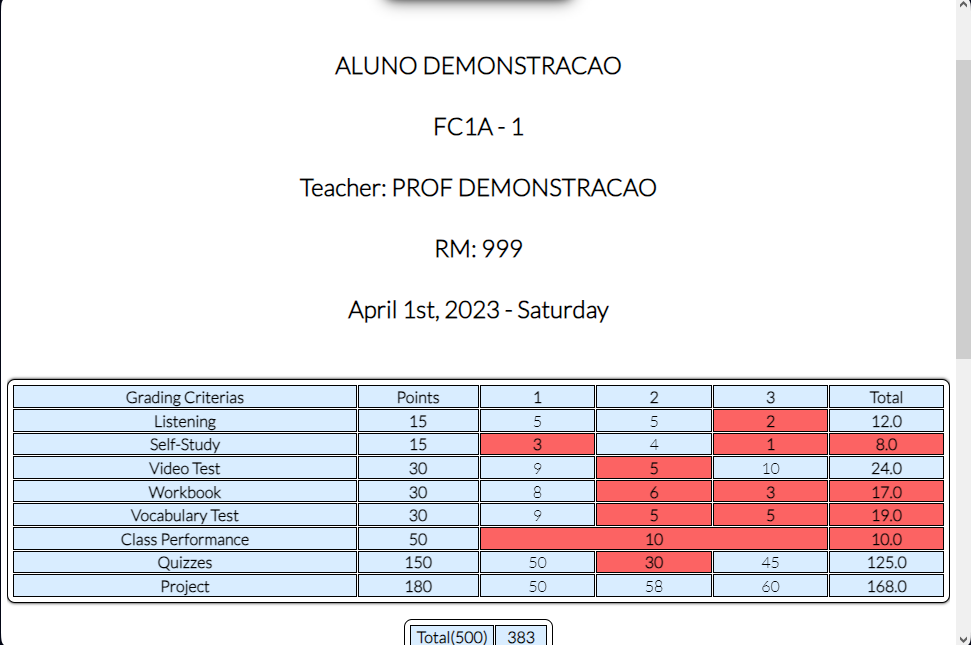 ALUNO DEMONSTRACAO
FC1A - 1
Teacher: PROF DEMONSTRACAO
RM: 999
April 1st, 2023 - Saturday
Grading Criterias Points 1 2 3 Total
Listening 15 5 5 2 12.0
Self-Study 15 3 4 1 8.0
Video Test 30 9 5 10 24.0
Workbook 30 8 6 3 17.0
Vocabulary Test 30 9 5 5 19.0
Class Performance 50 10 10.0
Quizzes 150 50 30 45 125.0
Project 180 50 58 60 168.0
Total(500) 383